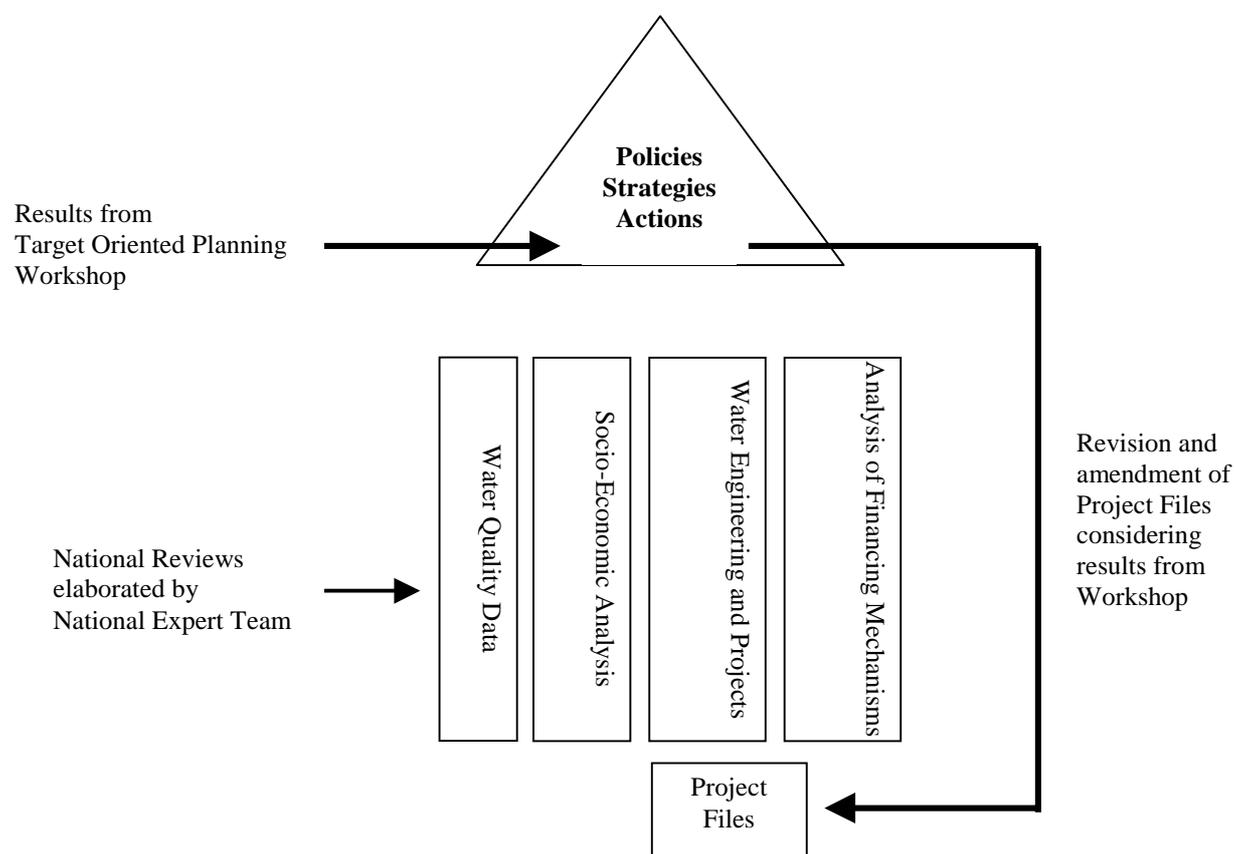 Policies
Strategies
Actions
Results from
Target Oriented Planning
Workshop
Water Quality Data
Socio-Economic Analysis
Water Engineering and Projects
Analysis of Financing Mechanisms
National Reviews
elaborated by
National Expert Team
Revision and
amendment of
Project Files
considering
results from
Workshop
Project
Files